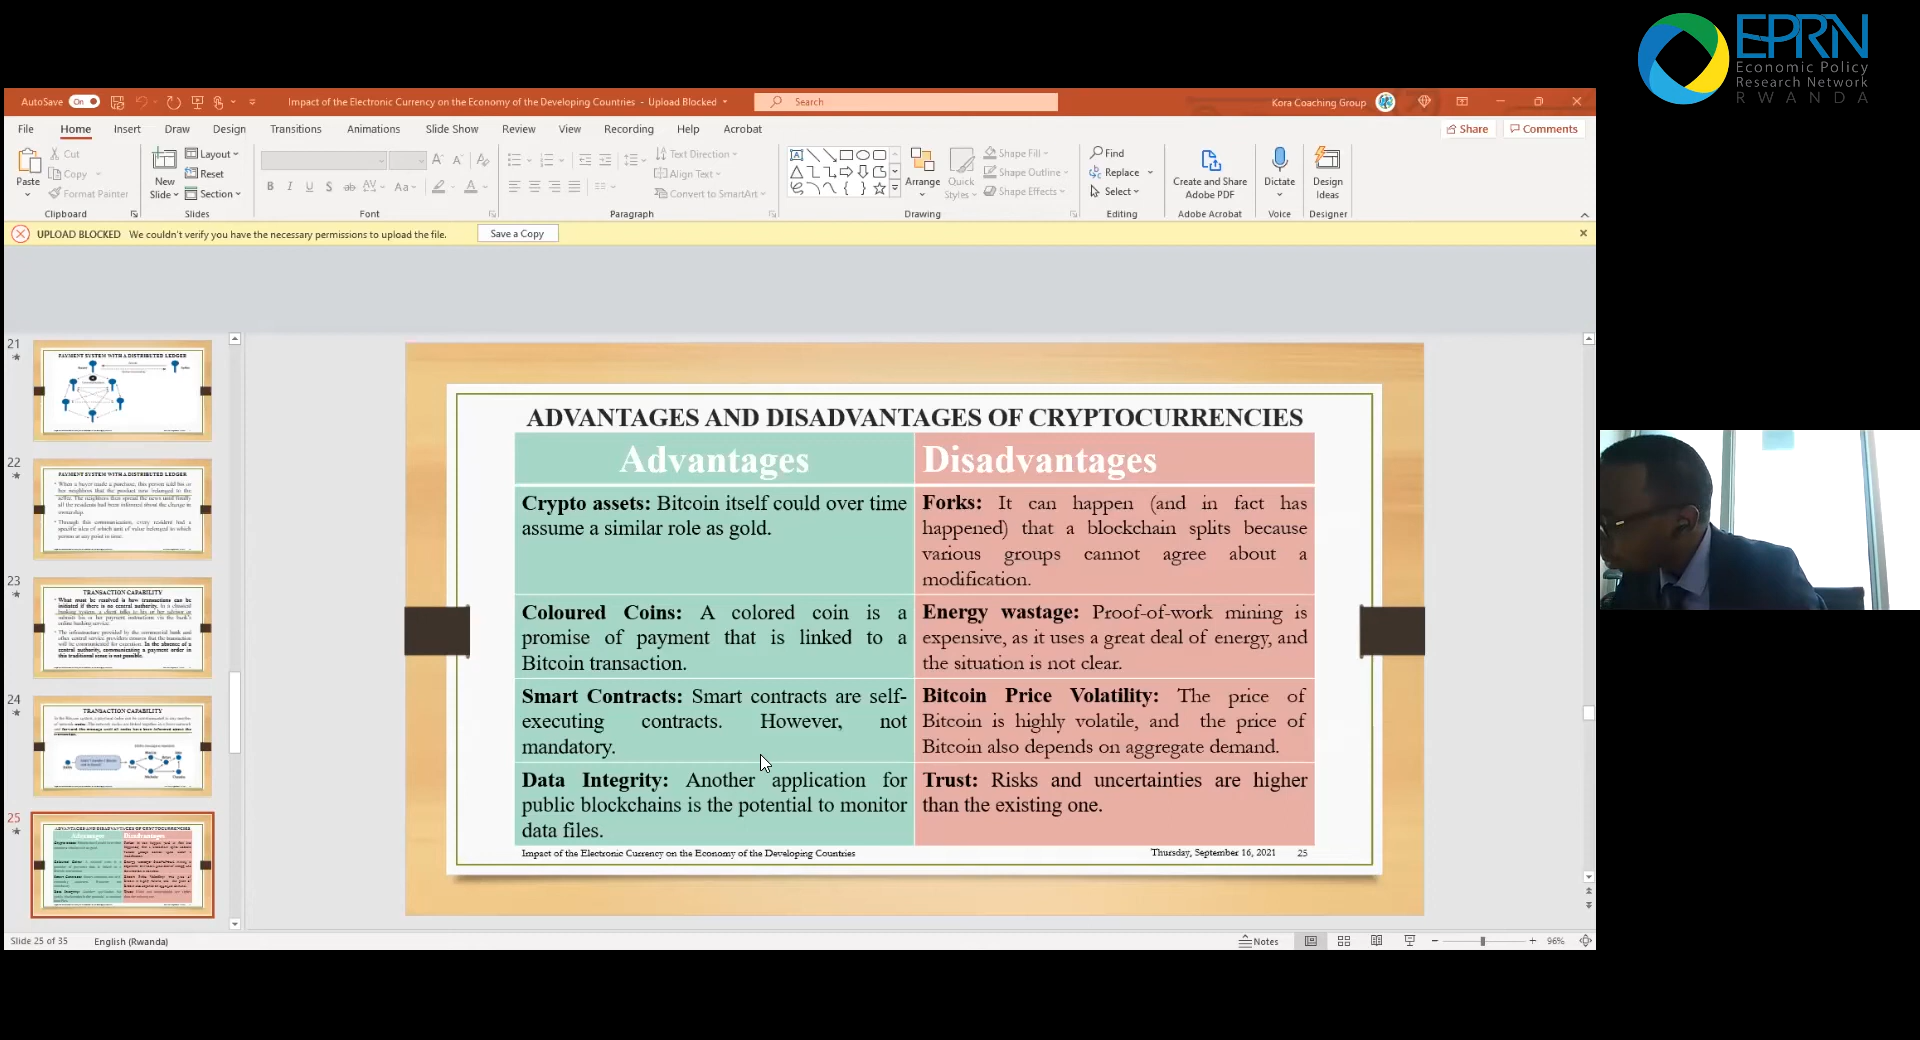 EPRN
Economic Policy
Research Network
RWANDA
AutoSave On
Impact of the Electronic Currency on the Economy of the Developing Countries - Upload Blocked
Search
Kora Coaching Group
File Home Insert Draw Design Transitions Animations Slide Show Review View Recording Help Acrobat
Share Comments
Paste
Cut
Copy
Format Painter
Clipboard
New Slide
Layout
Reset
Section
Slides
Font
Text Direction
Align Text
Convert to SmartArt
Paragraph
Arrange
Quick Styles
Shape Fill
Shape Outline
Shape Effects
Drawing
Find
Replace
Select
Editing
Create and Share Adobe PDF
Adobe Acrobat
Dictate
Voice
Design Ideas
Designer
UPLOAD BLOCKED We couldn't verify you have the necessary permissions to upload the file. Save a Copy
21
PAYMENT SYSTEM WITH A DISTRIBUTED LEDGER
22
PAYMENT SYSTEM WITH A DISTRIBUTED LEDGER
23
TRANSACTION CAPABILITY
24
TRANSACTION CAPABILITY
25
ADVANTAGES AND DISADVANTAGES OF CRYPTOCURRENCIES
ADVANTAGES AND DISADVANTAGES OF CRYPTOCURRENCIES
Advantages
Disadvantages
Crypto assets: Bitcoin itself could over time
assume a similar role as gold.
Forks: It can happen (and in fact has
happened) that a blockchain splits because
various groups cannot agree about a
modification.
Coloured Coins: A colored coin is a
promise of payment that is linked to a
Bitcoin transaction.
Energy wastage: Proof-of-work mining is
expensive, as it uses a great deal of energy, and
the situation is not clear.
Smart Contracts: Smart contracts are self-
executing contracts. However, not
mandatory.
Bitcoin Price Volatility: The price of
Bitcoin is highly volatile, and the price of
Bitcoin also depends on aggregate demand.
Data Integrity: Another application for
public blockchains is the potential to monitor
data files.
Trust: Risks and uncertainties are higher
than the existing one.
Impact of the Electronic Currency on the Economy of the Developing Countries
Thursday, September 16, 2021 25
Slide 25 of 35 English (Rwanda)
Notes
96%